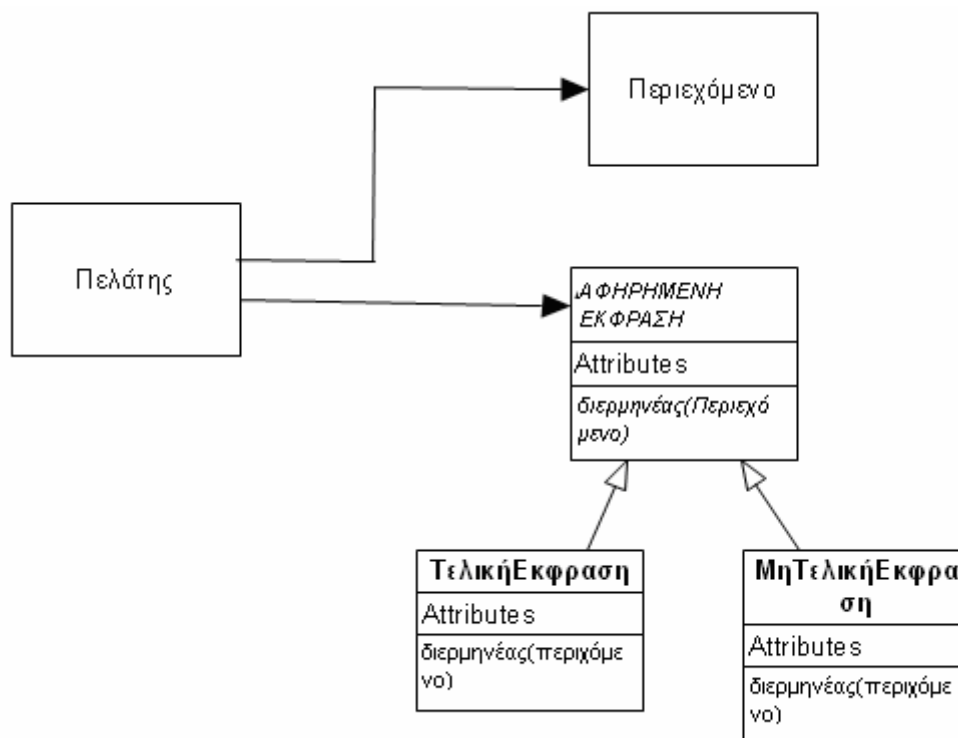 Περιεχόμενο
Πελάτης
ΑΦΗΡΗΜΕΝΗ
ΕΚΦΡΑΣΗ
Attributes
διερμηνέας(Περιεχό
μενο)
ΤελικήΕκφραση
Attributes
διερμηνέας(περιχόμε
νο)
ΜηΤελικήΕκφρα
ση
Attributes
διερμηνέας(περιχόμε
νο)